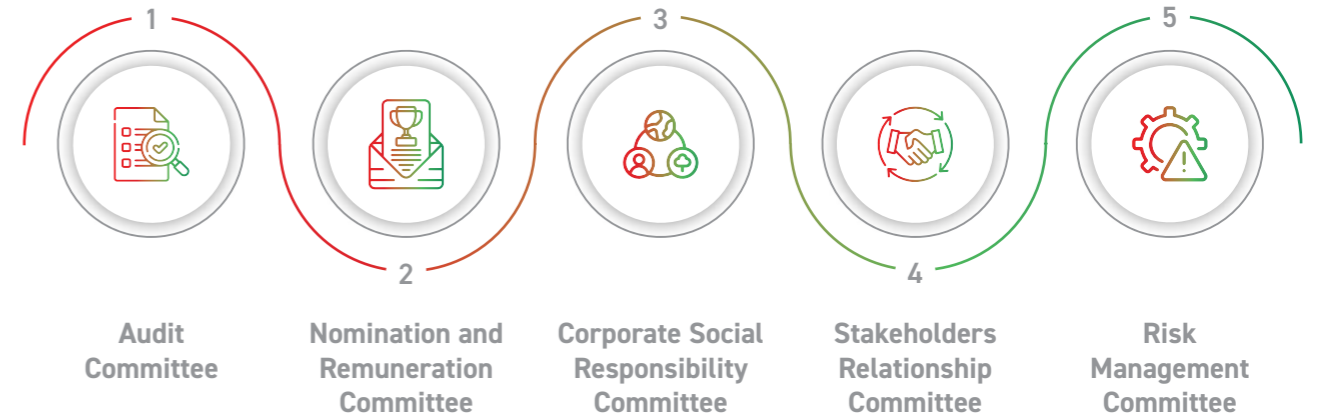 1
Audit
Committee
2
Nomination and
Remuneration
Committee
3
Corporate Social
Responsibility
Committee
4
Stakeholders
Relationship
Committee
5
Risk
Management
Committee